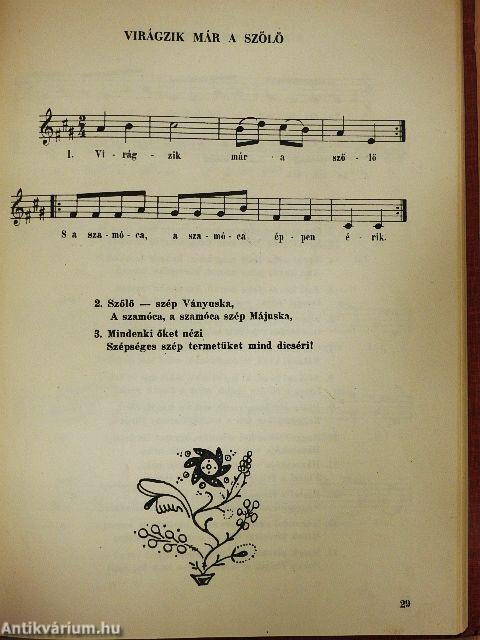 VIRÁGZIK MÁR A SZŐLŐ
1. Vi - rág - zik már - a sző - lő
S a sza - mó - ca, a sza - mó - ca ép - pen é - rik.
2. Szőlő — szép Ványuska,
A szamóca, a szamóca szép Májuska,
3. Mindenki őket nézi
Szépséges szép termetüket mind dicséri!
29
Antikvárium.hu